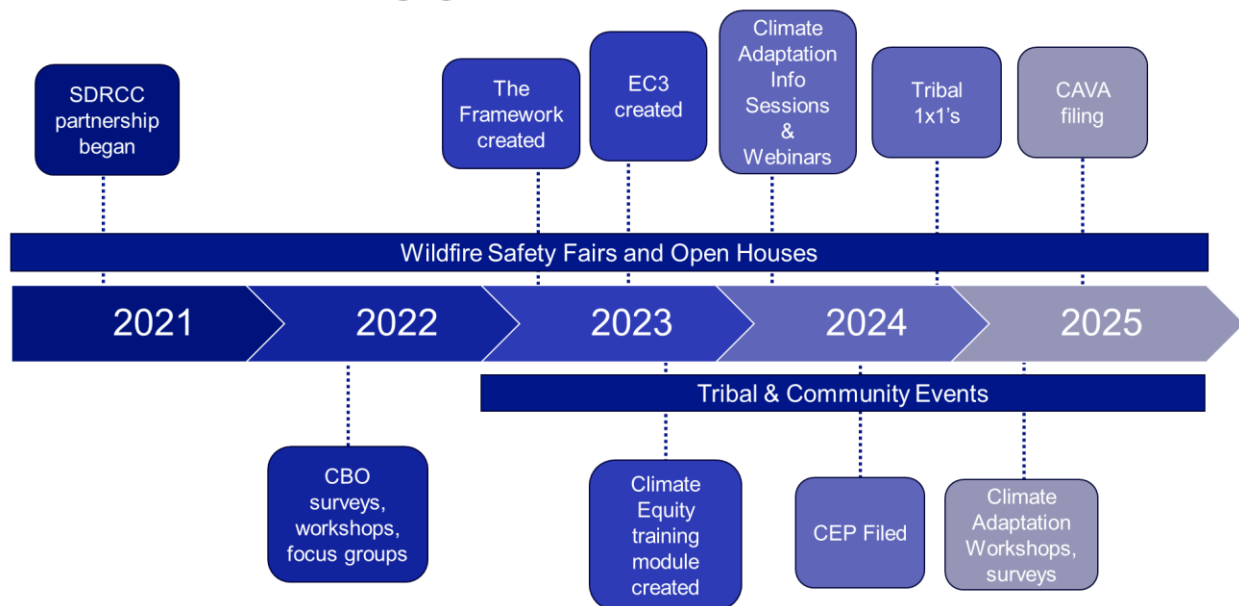 SDRCC
partnership
began
The
Framework
created
EC3
created
Climate
Adaptation
Info
Sessions
&
Webinars
Tribal
1x1's
CAVA
filing
Wildfire Safety Fairs and Open Houses
2021
2022
2023
2024
2025
Tribal & Community Events
CBO
surveys,
workshops,
focus groups
Climate
Equity
training
module
created
CEP Filed
Climate
Adaptation
Workshops,
surveys